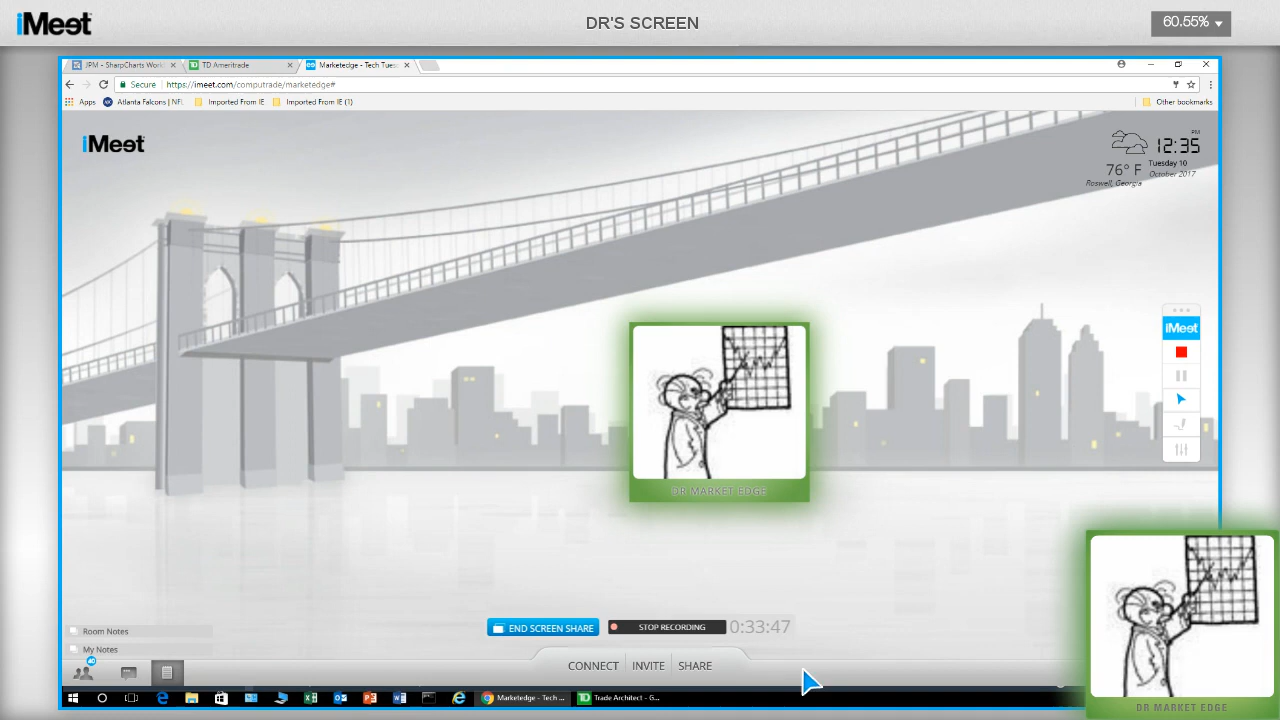 iMeet
DR'S SCREEN
60.55%
JPM - SharpCharts Work
TD Ameritrade
Marketedge - Tech Tues
Secure
https://imeet.com/computrade/marketedge#
Apps
Atlanta Falcons | NFL
Imported From IE
Imported From IE (1)
Other bookmarks
iMeet
PM
12:35
Tuesday 10
October 2017
76° F
Roswell, Georgia
iMeet
DR MARKET EDGE
END SCREEN SHARE
STOP RECORDING
0:33:47
Room Notes
My Notes
40
CONNECT
INVITE
SHARE
Marketedge - Tech ...
Trade Architect - G...
DR MARKET EDGE